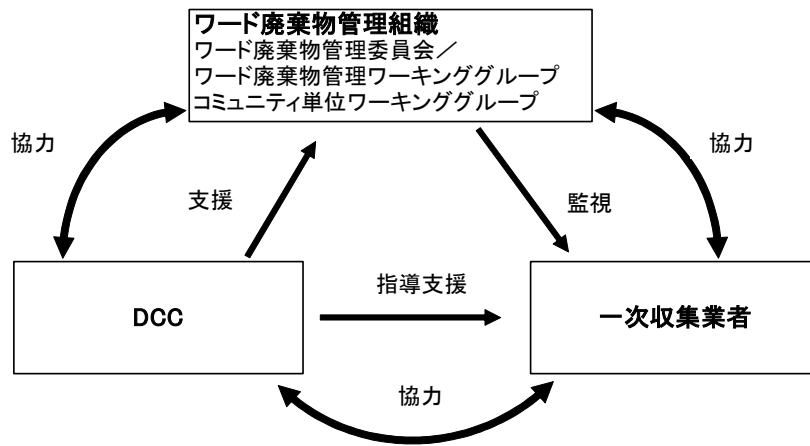 ワード廃棄物管理組織
ワード廃棄物管理委員会／
ワード廃棄物管理ワーキンググループ
コミュニティ単位ワーキンググループ
協力
協力
支援
監視
指導支援
DCC
一次収集業者
協力